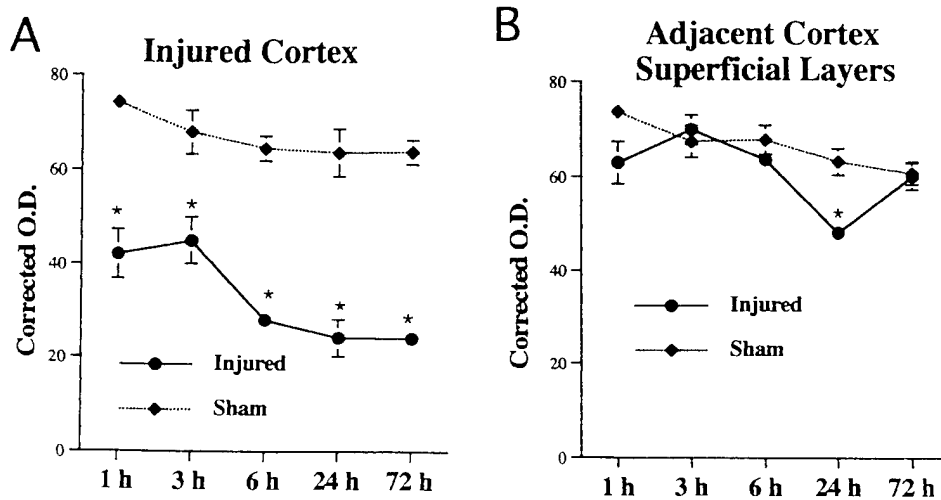 A
Injured Cortex
80
60
40
20
0
Corrected O.D.
*
*
*
*
*
Injured
Sham
1 h 3 h 6 h 24 h 72 h
B
Adjacent Cortex
Superficial Layers
80
60
40
20
0
Corrected O.D.
*
Injured
Sham
1 h 3 h 6 h 24 h 72 h